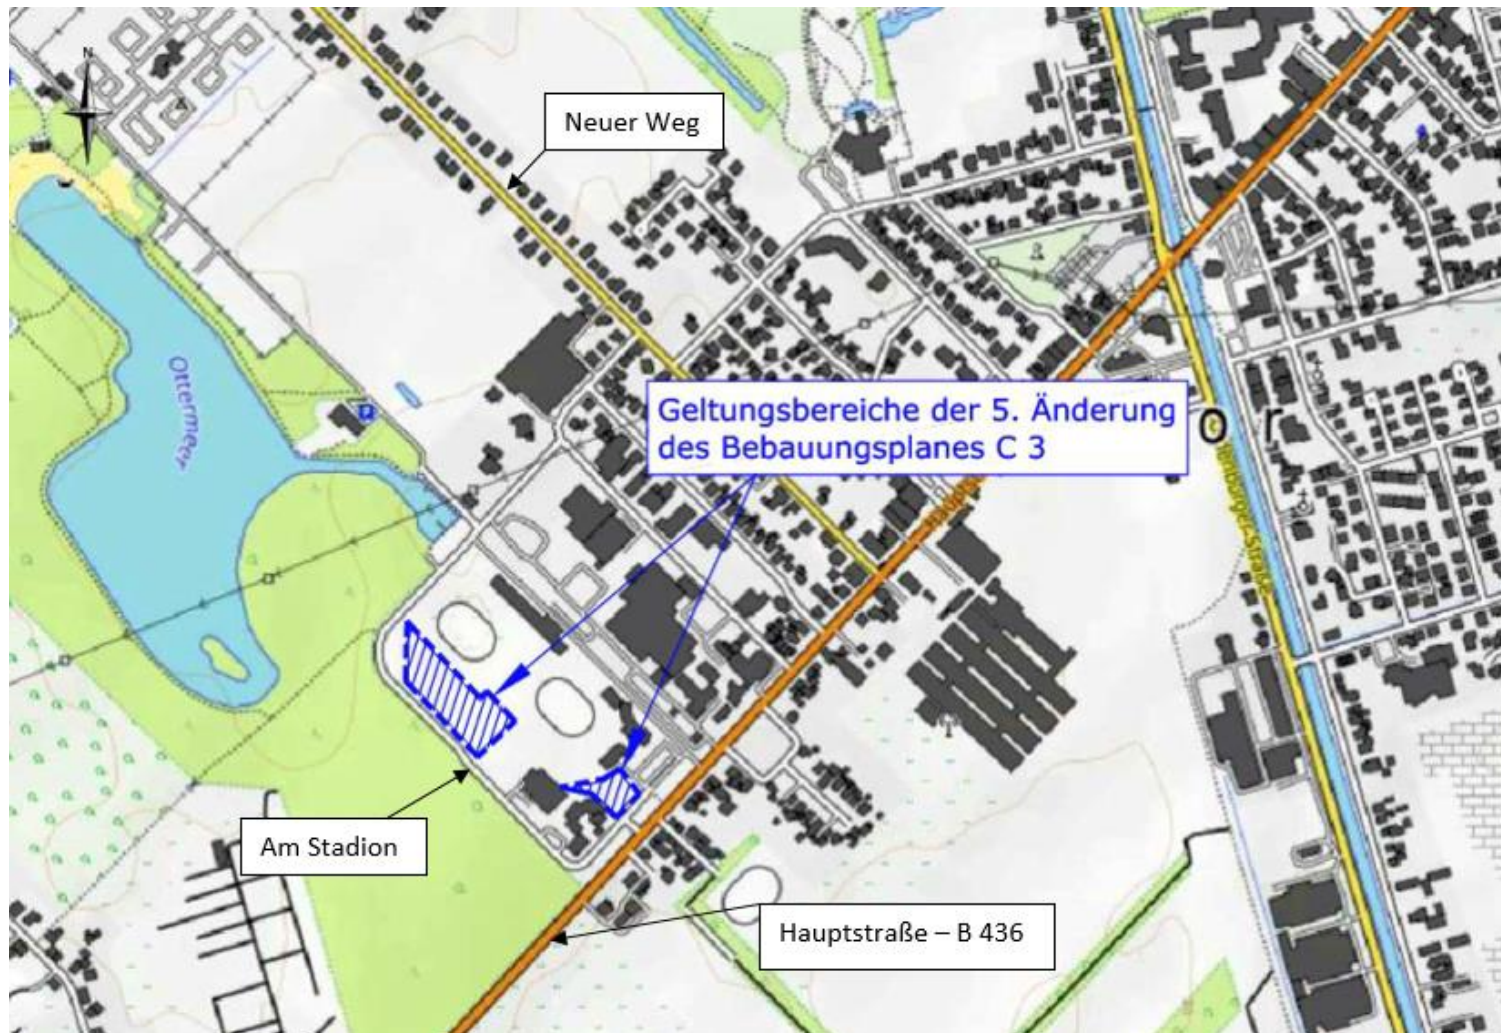 N
Neuer Weg
Ottermeer
Geltungsbereiche der 5. Änderung
des Bebauungsplanes C 3
o r
Am Stadion
Hauptstraße – B 436